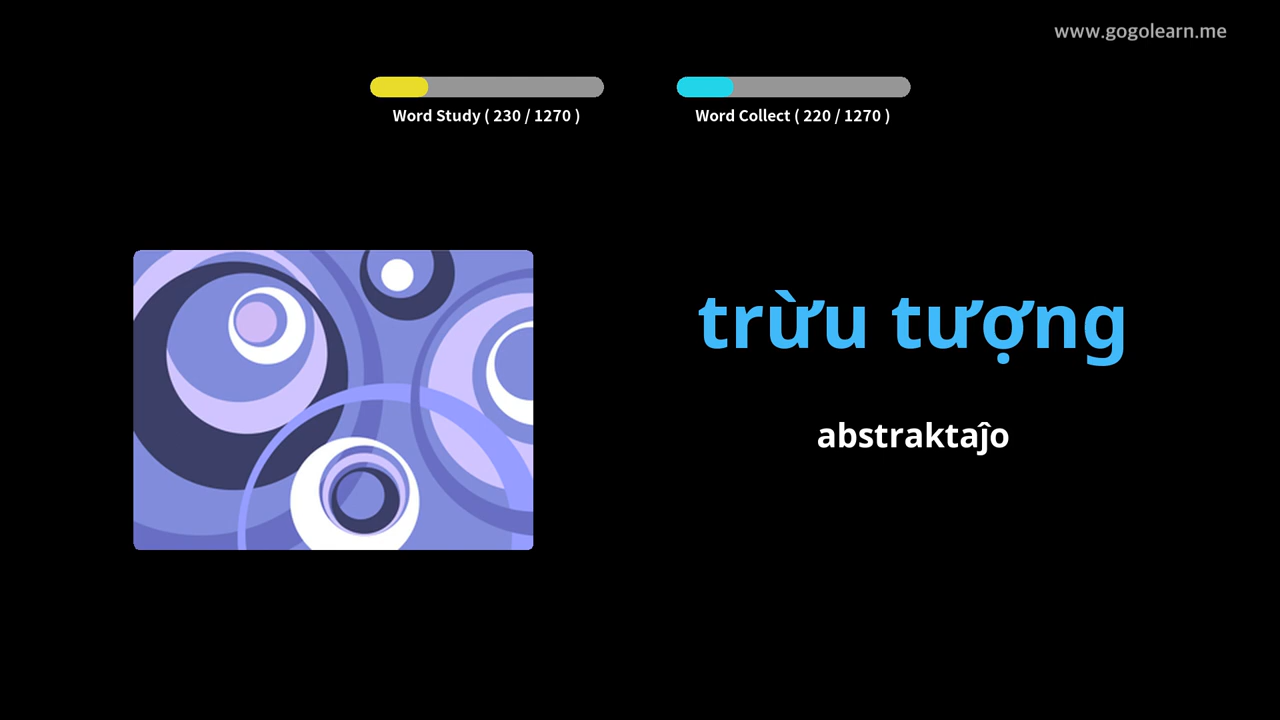 www.gogolearn.me
Word Study ( 230 / 1270 )
Word Collect ( 220 / 1270 )
trừu tượng
abstraktaĵo